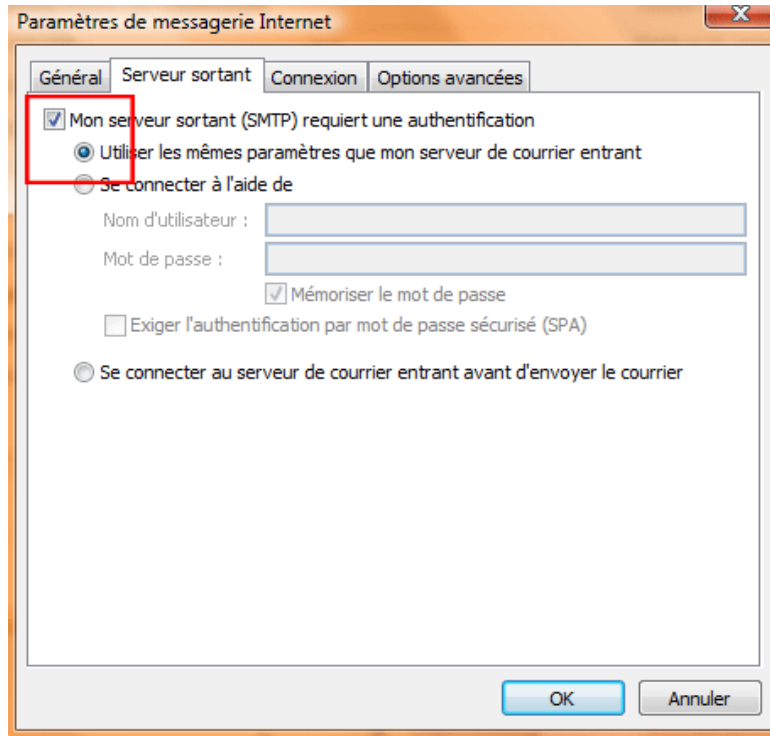 Paramètres de messagerie Internet
Général Serveur sortant Connexion Options avancées
Mon serveur sortant (SMTP) requiert une authentification
Utiliser les mêmes paramètres que mon serveur de courrier entrant
Se connecter à l'aide de
Nom d'utilisateur :
Mot de passe :
Mémoriser le mot de passe
Exiger l'authentification par mot de passe sécurisé (SPA)
Se connecter au serveur de courrier entrant avant d'envoyer le courrier
OK Annuler